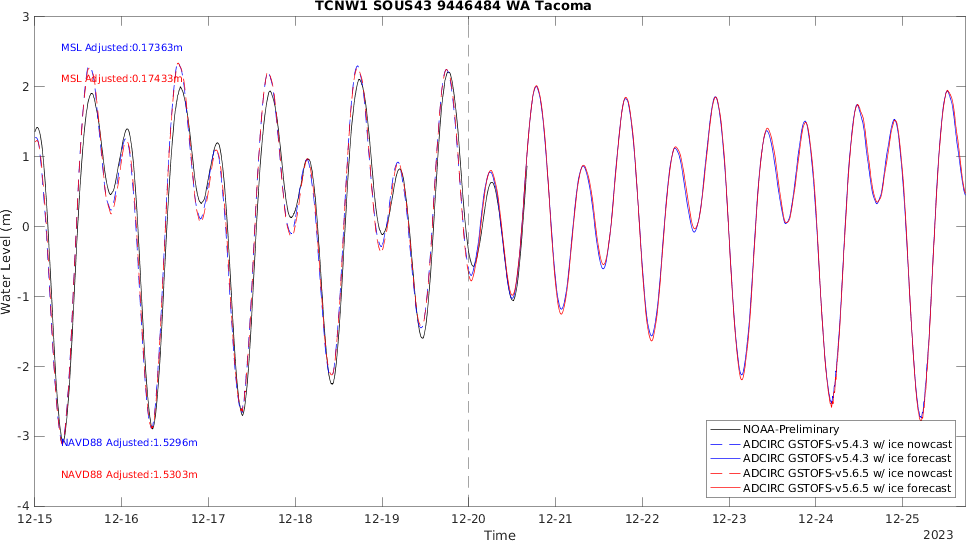 TCNW1 SOUS43 9446484 WA Tacoma
3
2
1
0
-1
-2
-3
-4
Water Level (m)
MSL Adjusted:0.17363m
MSL Adjusted:0.17433m
NAVD88 Adjusted:1.5296m
NAVD88 Adjusted:1.5303m
NOAA-Preliminary
ADCIRC GSTOFS-v5.4.3 w/ ice nowcast
ADCIRC GSTOFS-v5.4.3 w/ ice forecast
ADCIRC GSTOFS-v5.6.5 w/ ice nowcast
ADCIRC GSTOFS-v5.6.5 w/ ice forecast
12-15 12-16 12-17 12-18 12-19 12-20 12-21 12-22 12-23 12-24 12-25
Time
2023